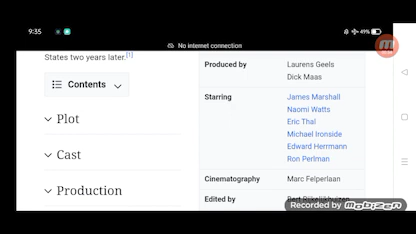 9:35
49%
No internet connection
States two years later.[1]
Contents
Plot
Cast
Production
Produced by
Laurens Geels
Dick Maas
Starring
James Marshall
Naomi Watts
Eric Thal
Michael Ironside
Edward Herrmann
Ron Perlman
Cinematography
Marc Felperlaan
Edited by
Bert Rijkelijkhuizen
Recorded by
mobizen